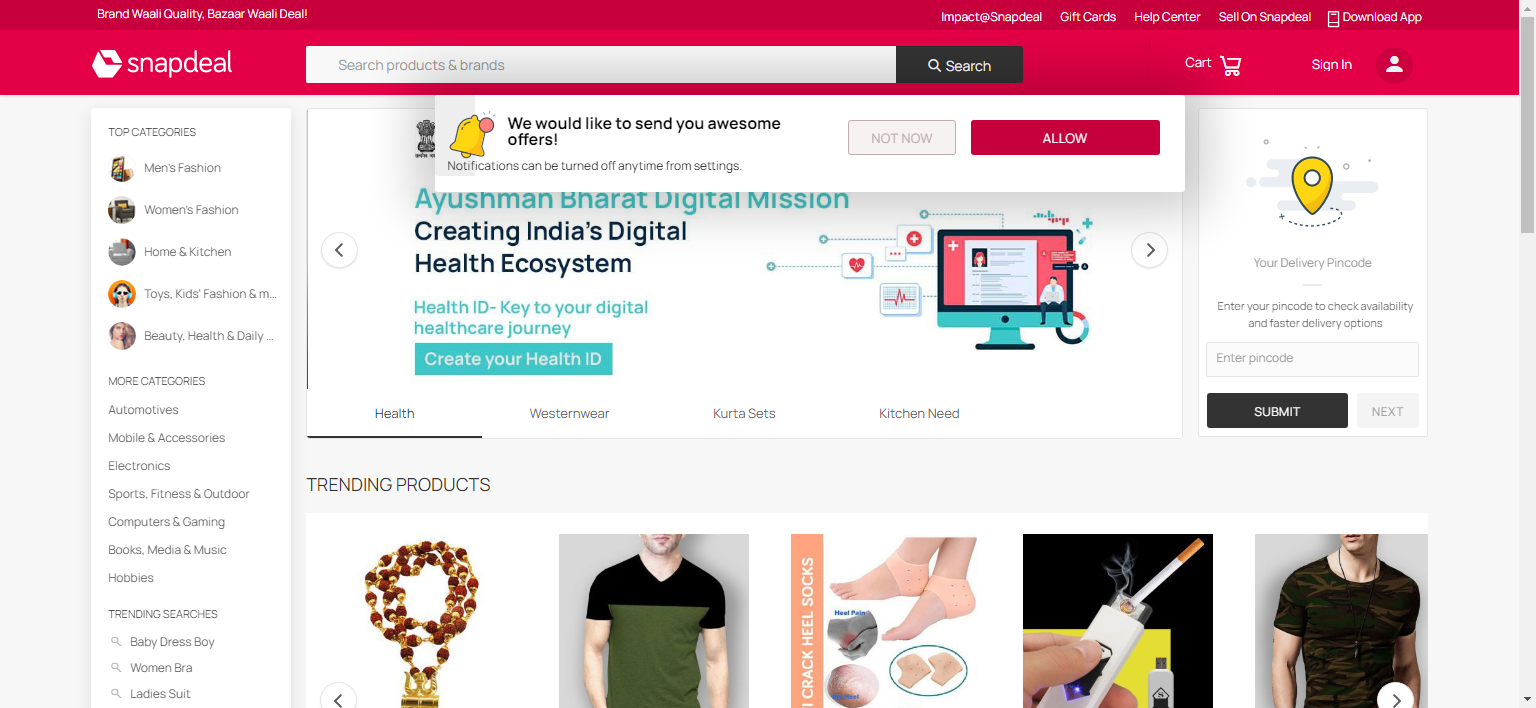 Brand Waali Quality, Bazaar Waali Deal!
Impact@Snapdeal
Gift Cards
Help Center
Sell On Snapdeal
Download App
snapdeal
Search products & brands
Search
Cart
Sign In
We would like to send you awesome
offers!
Notifications can be turned off anytime from settings.
NOT NOW
ALLOW
TOP CATEGORIES
Men's Fashion
Women's Fashion
Home & Kitchen
Toys, Kids' Fashion & m...
Beauty, Health & Daily ...
MORE CATEGORIES
Automotives
Mobile & Accessories
Electronics
Sports, Fitness & Outdoor
Computers & Gaming
Books, Media & Music
Hobbies
TRENDING SEARCHES
Baby Dress Boy
Women Bra
Ladies Suit
Ayushman Bharat Digital Mission
Creating India's Digital
Health Ecosystem
Health ID- Key to your digital
healthcare journey
Create your Health ID
Health
Westernwear
Kurta Sets
Kitchen Need
Your Delivery Pincode
Enter your pincode to check availability
and faster delivery options
Enter pincode
SUBMIT
NEXT
TRENDING PRODUCTS
CRACK HEEL SOCKS
Heel Pain